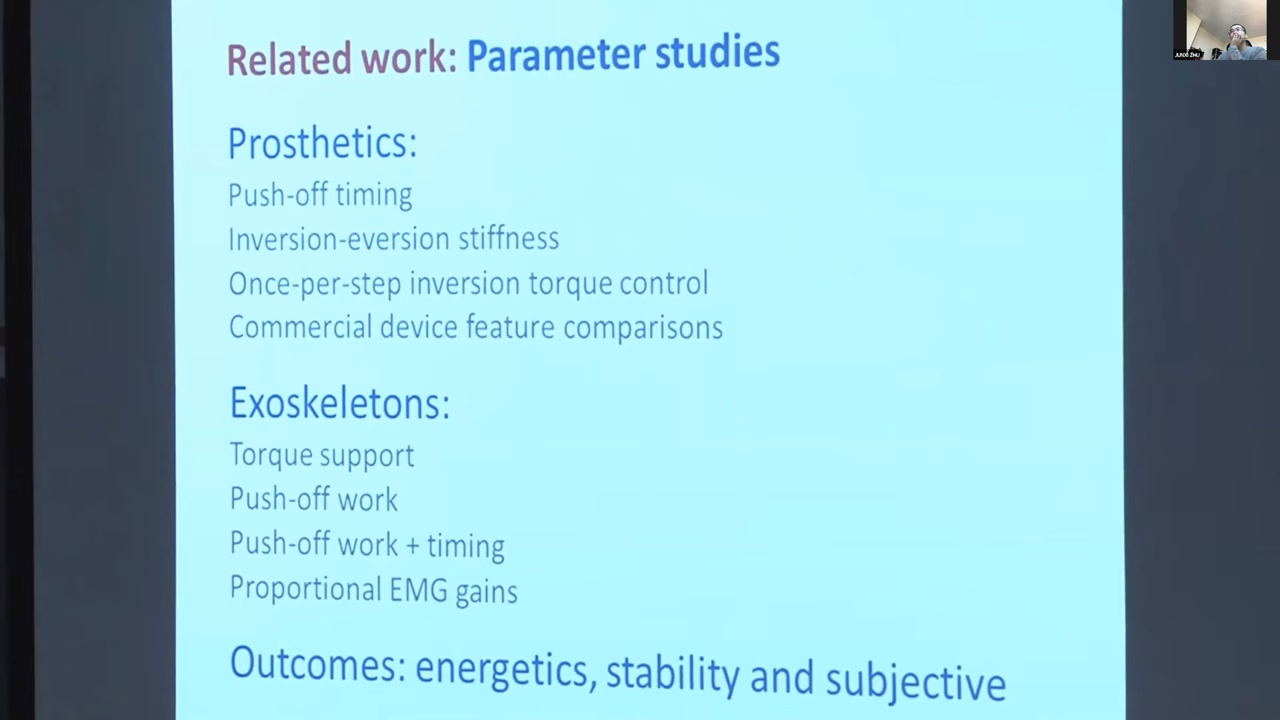 Related work: Parameter studies
Prosthetics:
Push-off timing
Inversion-eversion stiffness
Once-per-step inversion torque control
Commercial device feature comparisons
Exoskeletons:
Torque support
Push-off work
Push-off work + timing
Proportional EMG gains
Outcomes: energetics, stability and subjective
JUNXI ZHU